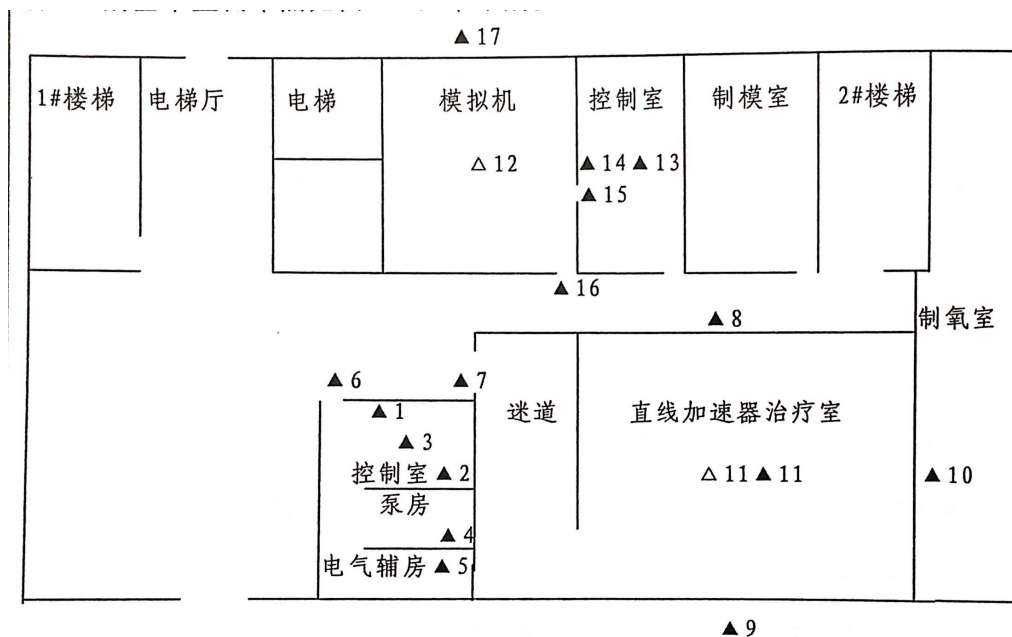 ▲ 17
1#楼梯 电梯厅 电梯 模拟机 控制室 制模室 2#楼梯
△ 12 ▲ 14 ▲ 13
▲ 15
▲ 16
▲ 8 制氧室
▲ 6 ▲ 7
▲ 1 迷道 直线加速器治疗室
▲ 3
控制室 ▲ 2 △ 11 ▲ 11 ▲ 10
泵房
▲ 4
电气辅房 ▲ 5
▲ 9